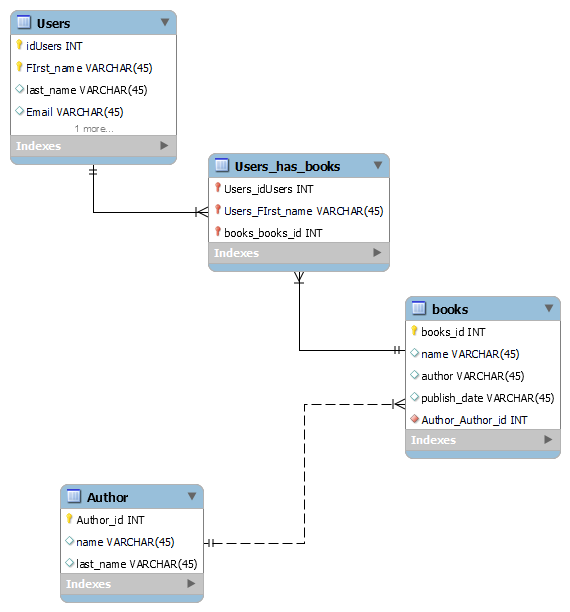 Users
idUsers INT
FIrst_name VARCHAR(45)
last_name VARCHAR(45)
Email VARCHAR(45)
1 more...
Indexes
Users_has_books
Users_idUsers INT
Users_FIrst_name VARCHAR(45)
books_books_id INT
Indexes
books
books_id INT
name VARCHAR(45)
author VARCHAR(45)
publish_date VARCHAR(45)
Author_Author_id INT
Indexes
Author
Author_id INT
name VARCHAR(45)
last_name VARCHAR(45)
Indexes